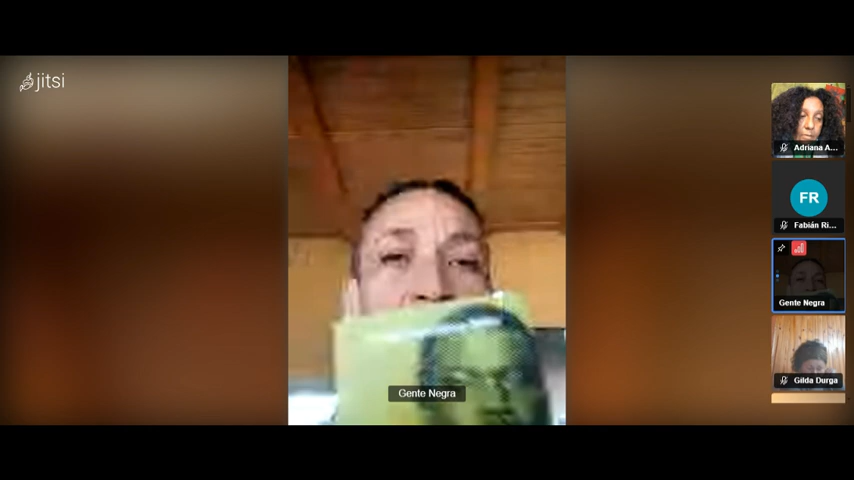 jitsi
Adriana A...
FR
Fabián Ri...
Gente Negra
Gilda Durga
Gente Negra